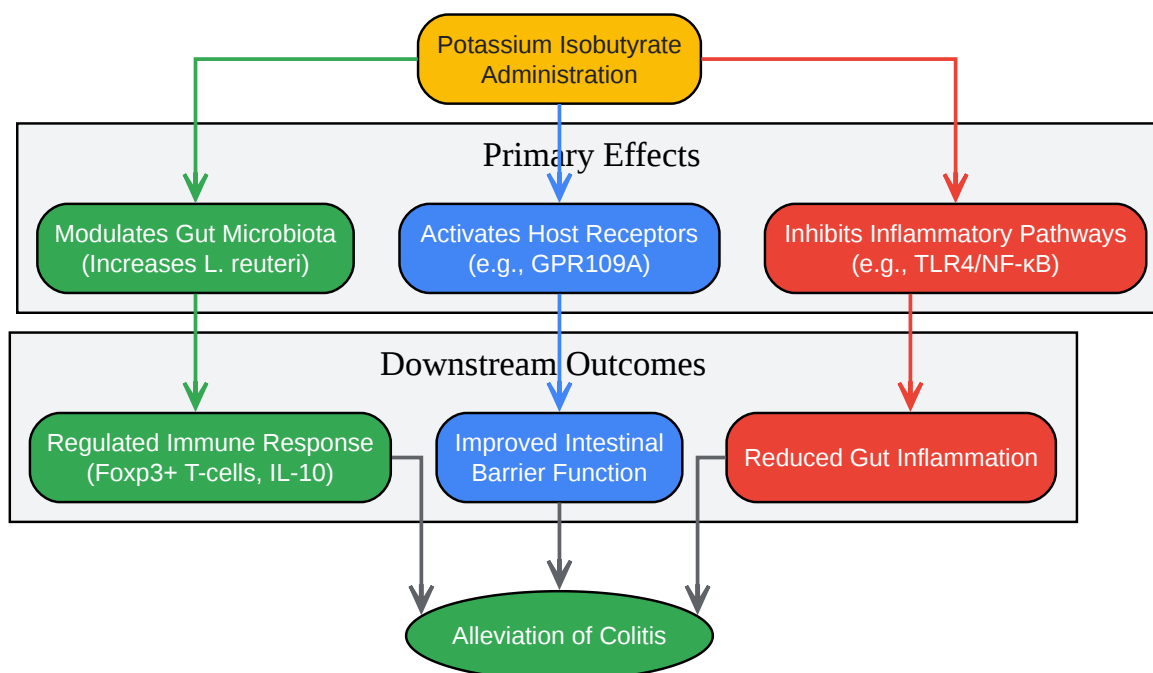 Potassium Isobutyrate
Administration
Primary Effects
Modulates Gut Microbiota
(Increases L. reuteri)
Activates Host Receptors
(e.g., GPR109A)
Inhibits Inflammatory Pathways
(e.g., TLR4/NF-κB)
Downstream Outcomes
Regulated Immune Response
(Foxp3+ T-cells, IL-10)
Improved Intestinal
Barrier Function
Reduced Gut Inflammation
Alleviation of Colitis